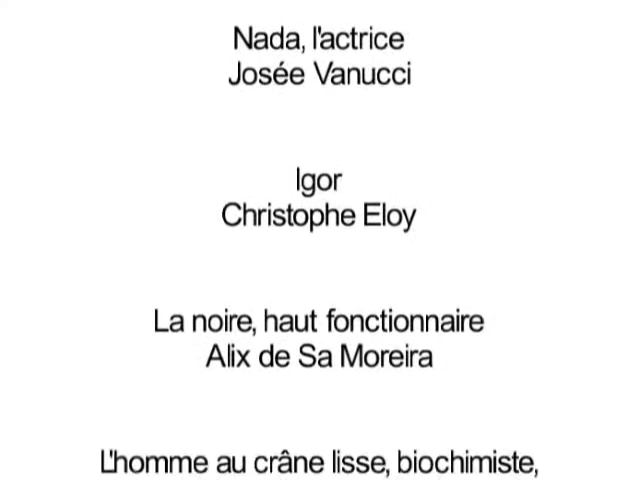 Nada, l'actrice
Josée Vanucci
Igor
Christophe Eloy
La noire, haut fonctionnaire
Alix de Sa Moreira
L'homme au crâne lisse, biochimiste,